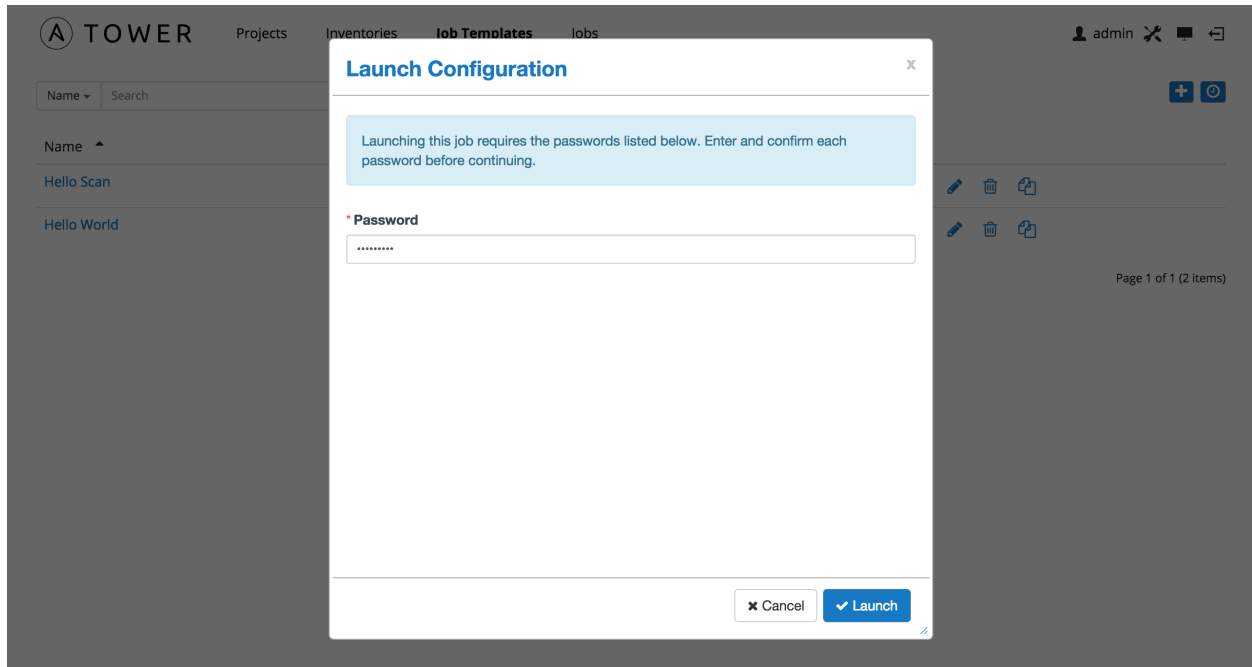 TOWER Projects Inventories Job Templates Jobs admin
Launch Configuration x
Name Search
Launching this job requires the passwords listed below. Enter and confirm each
password before continuing.
Name
Hello Scan
* Password
Hello World
•••••••••
Page 1 of 1 (2 items)
Cancel Launch